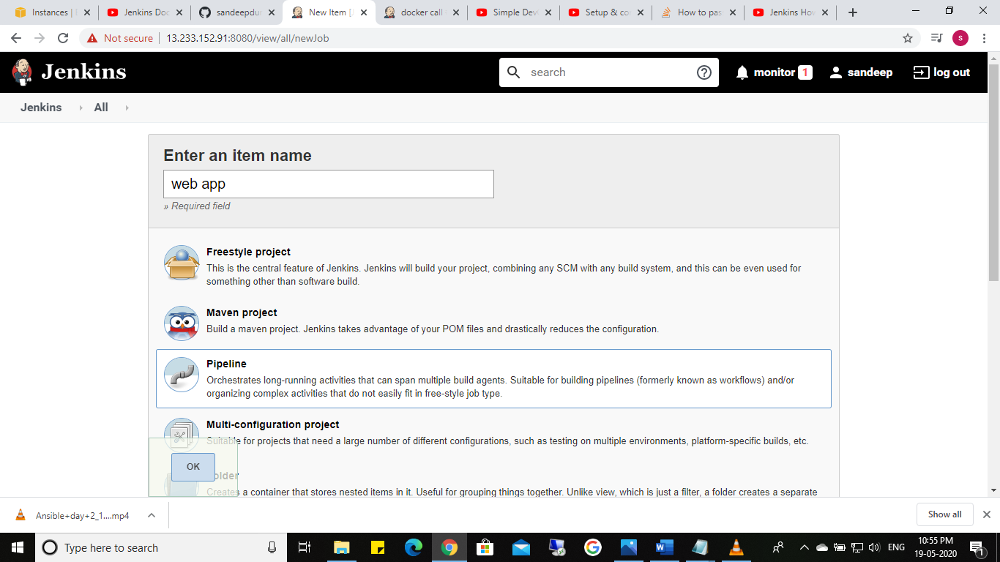 Instances | E
Jenkins Doc
sandeepdur
New Item [J
docker call
Simple Dev
Setup & co
How to pas
Jenkins How
Not secure
13.233.152.91:8080/view/all/newJob
s
Jenkins
search
monitor 1
sandeep
log out
Jenkins
All
Enter an item name
web app
» Required field
Freestyle project
This is the central feature of Jenkins. Jenkins will build your project, combining any SCM with any build system, and this can be even used for
something other than software build.
Maven project
Build a maven project. Jenkins takes advantage of your POM files and drastically reduces the configuration.
Pipeline
Orchestrates long-running activities that can span multiple build agents. Suitable for building pipelines (formerly known as workflows) and/or
organizing complex activities that do not easily fit in free-style job type.
Multi-configuration project
Suitable for projects that need a large number of different configurations, such as testing on multiple environments, platform-specific builds, etc.
OK
Folder
Creates a container that stores nested items in it. Useful for grouping things together. Unlike view, which is just a filter, a folder creates a separate
Ansible+day+2_1....mp4
Show all
Type here to search
ENG
10:55 PM
19-05-2020
1